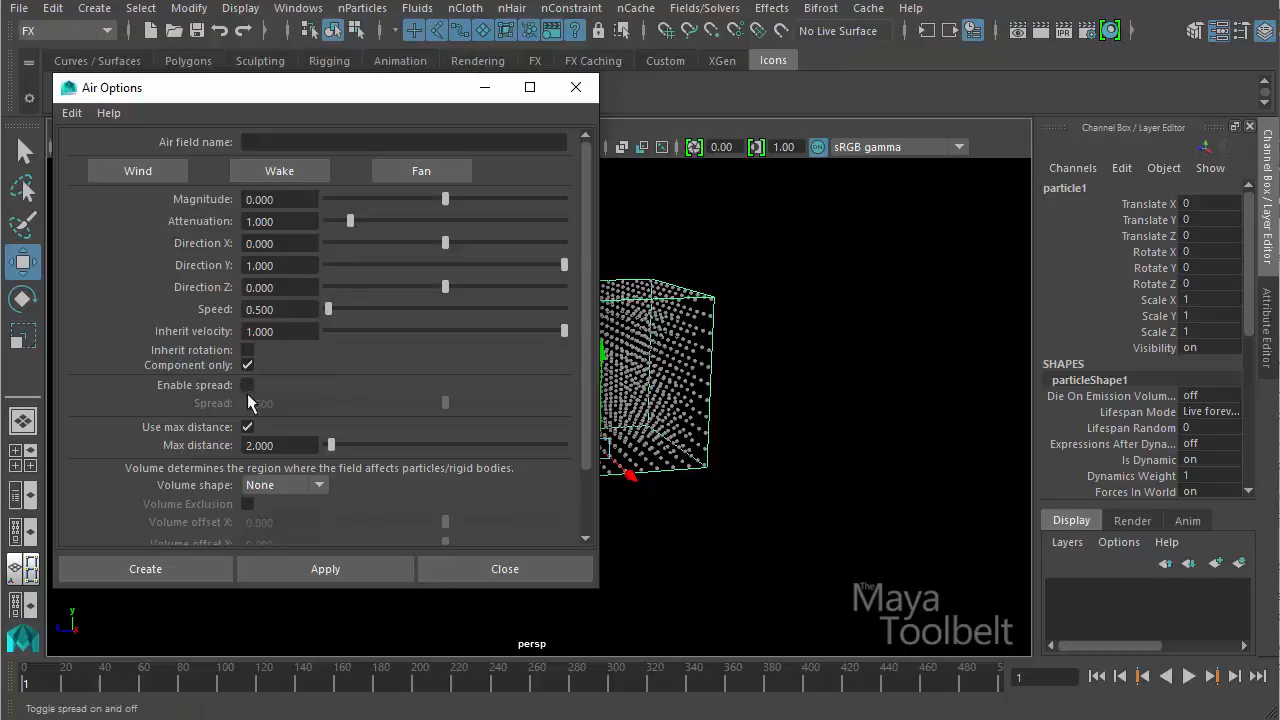 File Edit Create Select Modify Display Windows nParticles Fluids nCloth nHair nConstraint nCache Fields/Solvers Effects Bifrost Cache Help
FX No Live Surface IPR
Curves / Surfaces Polygons Sculpting Rigging Animation Rendering FX FX Caching Custom XGen Icons
Air Options
Edit Help
Air field name:
Wind Wake Fan
Magnitude: 0.000
Attenuation: 1.000
Direction X: 0.000
Direction Y: 1.000
Direction Z: 0.000
Speed: 0.500
Inherit velocity: 1.000
Inherit rotation:
Component only:
Enable spread:
Spread:
Use max distance:
Max distance: 2.000
Volume determines the region where the field affects particles/rigid bodies.
Volume shape: None
Volume Exclusion
Volume offset X: 0.000
Create Apply Close
0.00 1.00 ON sRGB gamma
The Maya Toolbelt
persp
y
z x
Channel Box / Layer Editor
Channels Edit Object Show
particle1
Translate X 0
Translate Y 0
Translate Z 0
Rotate X 0
Rotate Y 0
Rotate Z 0
Scale X 1
Scale Y 1
Scale Z 1
Visibility on
SHAPES
particleShape1
Die On Emission Volum... off
Lifespan Mode Live forev...
Lifespan Random 0
Expressions After Dyna... off
Is Dynamic on
Dynamics Weight 1
Forces In World on
Display Render Anim
Layers Options Help
Channel Box / Layer Editor
Attribute Editor
0 20 40 60 80 100 120 140 160 180 200 220 240 260 280 300 320 340 360 380 400 420 440 460 480 5
1 1
Toggle spread on and off